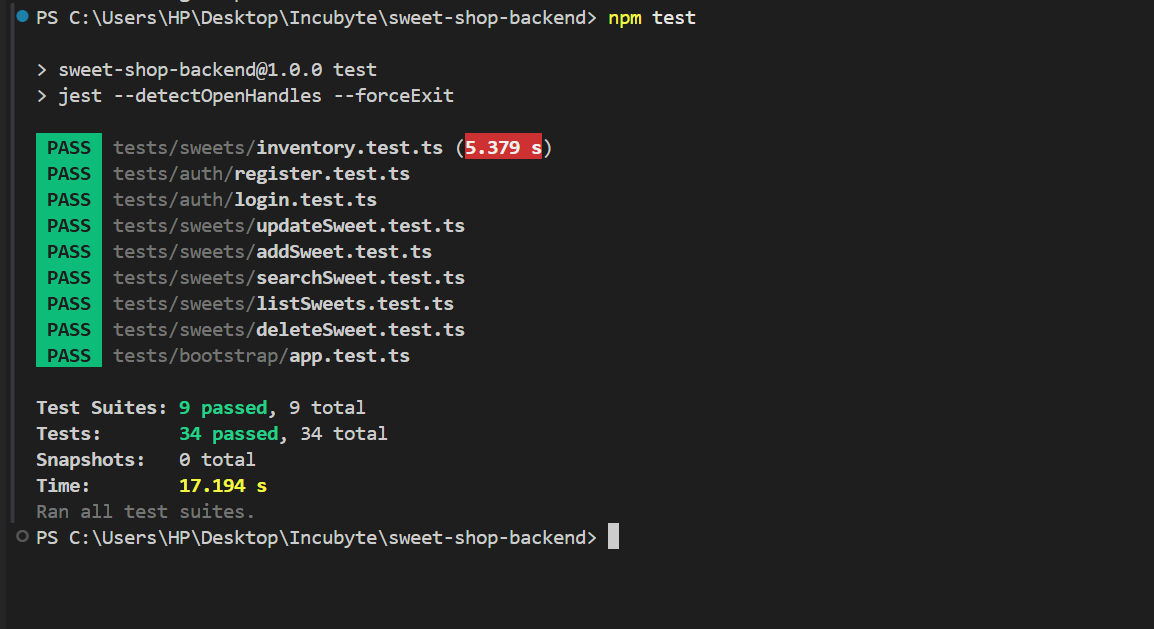 PS C:\Users\HP\Desktop\Incubyte\sweet-shop-backend> npm test
> sweet-shop-backend@1.0.0 test
> jest --detectOpenHandles --forceExit
PASS tests/sweets/inventory.test.ts (5.379 s)
PASS tests/auth/register.test.ts
PASS tests/auth/login.test.ts
PASS tests/sweets/updateSweet.test.ts
PASS tests/sweets/addSweet.test.ts
PASS tests/sweets/searchSweet.test.ts
PASS tests/sweets/listSweets.test.ts
PASS tests/sweets/deleteSweet.test.ts
PASS tests/bootstrap/app.test.ts
Test Suites: 9 passed, 9 total
Tests: 34 passed, 34 total
Snapshots: 0 total
Time: 17.194 s
Ran all test suites.
PS C:\Users\HP\Desktop\Incubyte\sweet-shop-backend>